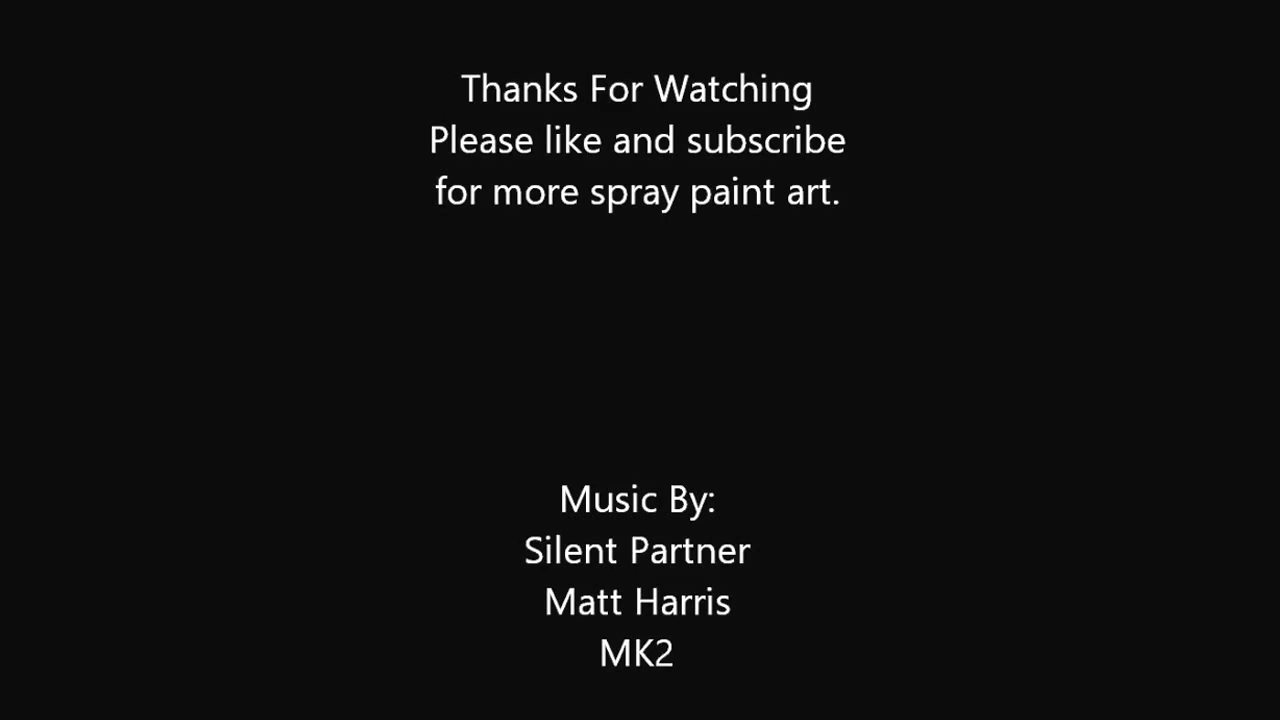 Thanks For Watching
Please like and subscribe
for more spray paint art.
Music By:
Silent Partner
Matt Harris
MK2